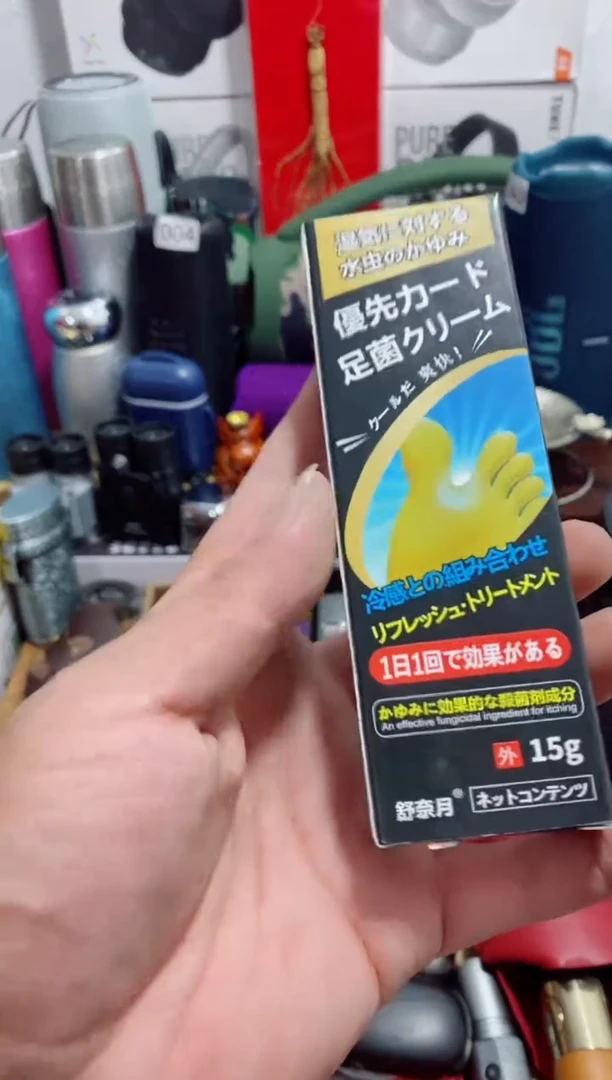 PURE
TUNE
004
JBL
水虫のかゆみ
優先カード
足菌クリーム
クールだ 爽快!
冷感との組み合わせ
リフレッシュ・トリートメント
1日1回で効果がある
かゆみに効果的な殺菌剤成分
An effective fungicidal ingredient for itching
外 15g
舒奈月®
ネットコンテンツ